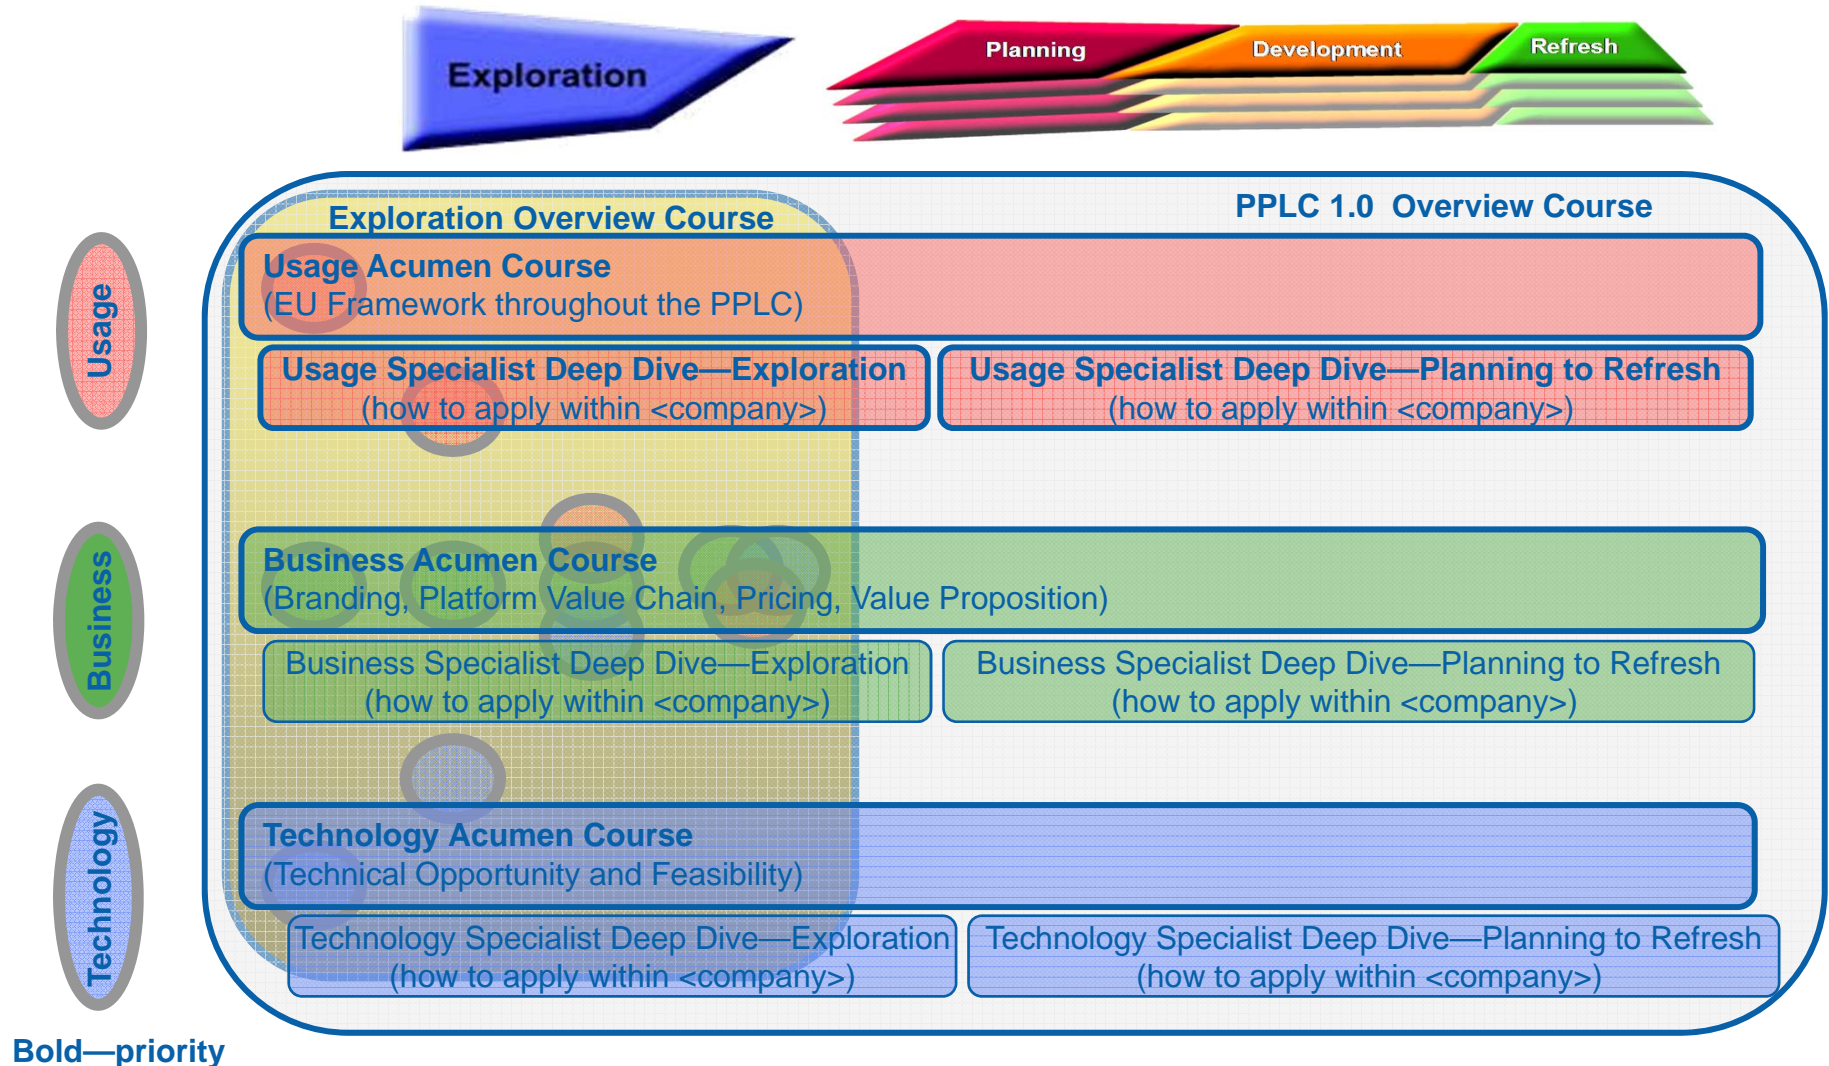 Exploration
Planning
Development
Refresh
PPLC 1.0  Overview Course
Exploration Overview Course
Usage
Usage Acumen Course
(EU Framework throughout the PPLC)
Usage Specialist Deep Dive—Exploration
(how to apply within <company>)
Usage Specialist Deep Dive—Planning to Refresh
(how to apply within <company>)
Business
Business Acumen Course
(Branding, Platform Value Chain, Pricing, Value Proposition)
Business Specialist Deep Dive—Exploration
(how to apply within <company>)
Business Specialist Deep Dive—Planning to Refresh
(how to apply within <company>)
Technology
Technology Acumen Course
(Technical Opportunity and Feasibility)
Technology Specialist Deep Dive—Exploration
(how to apply within <company>)
Technology Specialist Deep Dive—Planning to Refresh
(how to apply within <company>)
Bold—priority